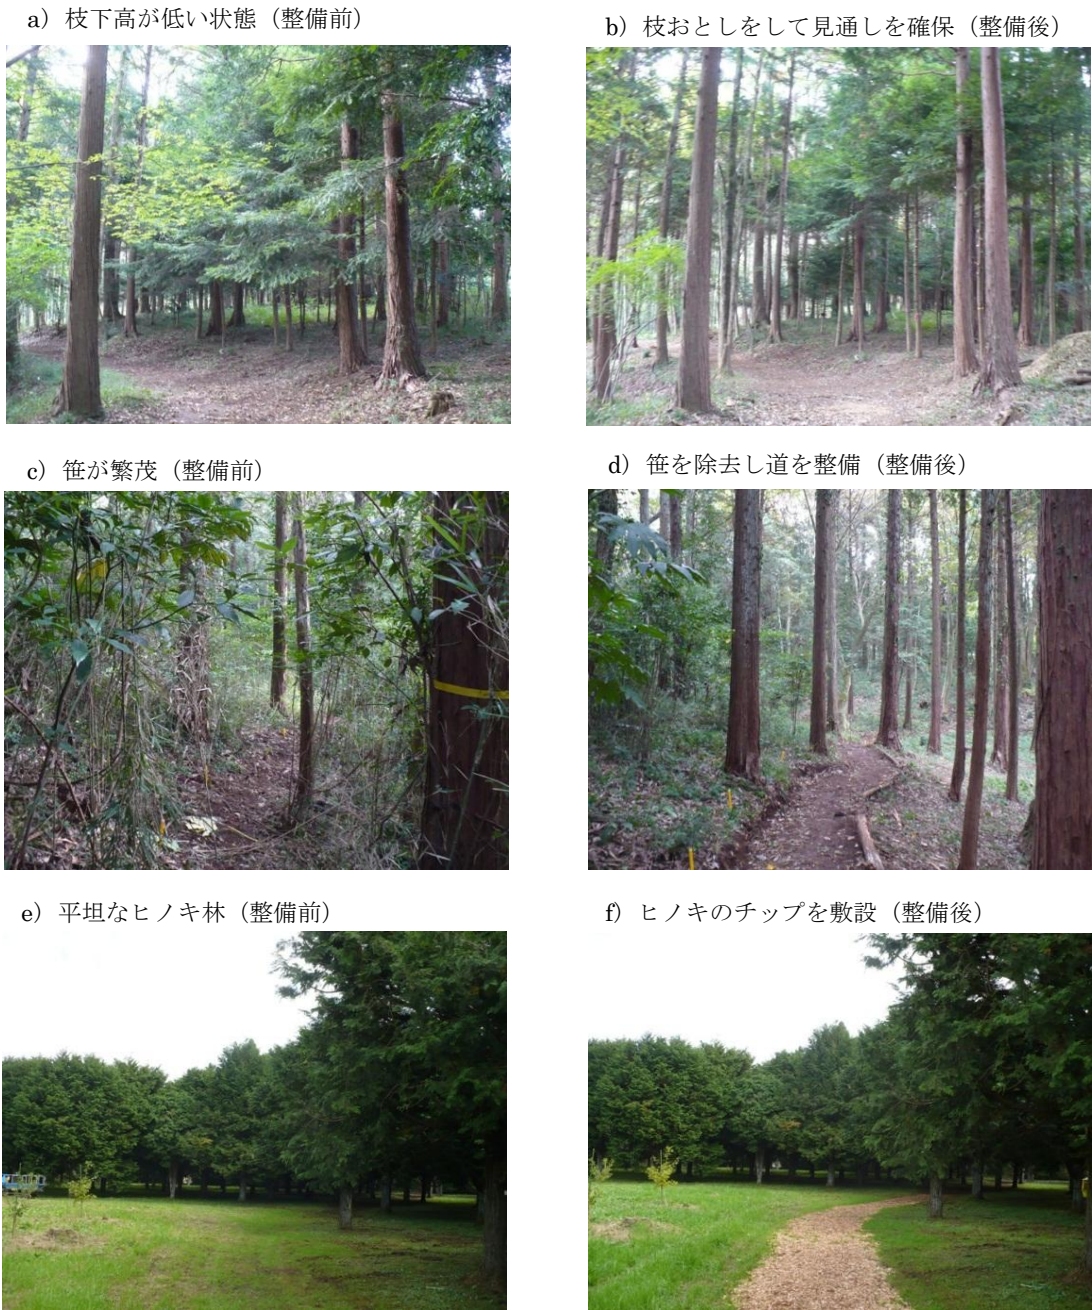 a）枝下高が低い状態（整備前）
b）枝おとしをして見通しを確保（整備後）
c）笹が繁茂（整備前）
d）笹を除去し道を整備（整備後）
e）平坦なヒノキ林（整備前）
f）ヒノキのチップを敷設（整備後）